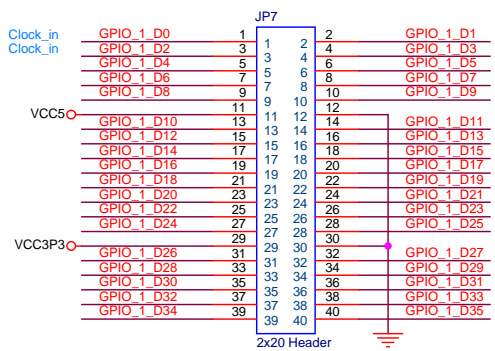 JP7
Clock_in GPIO_1_D0 1 1 2 2 GPIO_1_D1
Clock_in GPIO_1_D2 3 3 4 4 GPIO_1_D3
GPIO_1_D4 5 5 6 6 GPIO_1_D5
GPIO_1_D6 7 7 8 8 GPIO_1_D7
GPIO_1_D8 9 9 10 10 GPIO_1_D9
VCC5 11 11 12 12
GPIO_1_D10 13 13 14 14 GPIO_1_D11
GPIO_1_D12 15 15 16 16 GPIO_1_D13
GPIO_1_D14 17 17 18 18 GPIO_1_D15
GPIO_1_D16 19 19 20 20 GPIO_1_D17
GPIO_1_D18 21 21 22 22 GPIO_1_D19
GPIO_1_D20 23 23 24 24 GPIO_1_D21
GPIO_1_D22 25 25 26 26 GPIO_1_D23
GPIO_1_D24 27 27 28 28 GPIO_1_D25
VCC3P3 29 29 30 30
GPIO_1_D26 31 31 32 32 GPIO_1_D27
GPIO_1_D28 33 33 34 34 GPIO_1_D29
GPIO_1_D30 35 35 36 36 GPIO_1_D31
GPIO_1_D32 37 37 38 38 GPIO_1_D33
GPIO_1_D34 39 39 40 40 GPIO_1_D35
2x20 Header